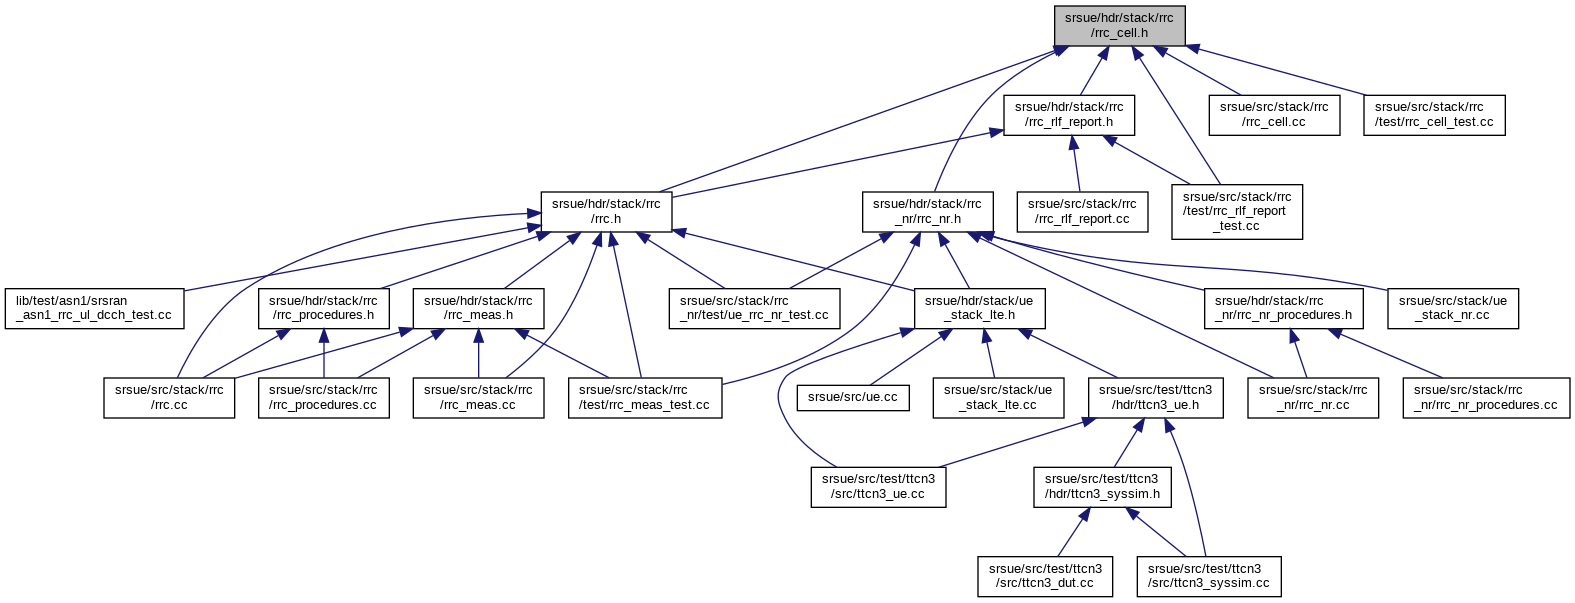 srsue/hdr/stack/rrc
/rrc_cell.h
srsue/hdr/stack/rrc
/rrc_rlf_report.h
srsue/src/stack/rrc
/rrc_cell.cc
srsue/src/stack/rrc
/test/rrc_cell_test.cc
srsue/hdr/stack/rrc
/rrc.h
srsue/hdr/stack/rrc
_nr/rrc_nr.h
srsue/src/stack/rrc
/rrc_rlf_report.cc
srsue/src/stack/rrc
/test/rrc_rlf_report
_test.cc
lib/test/asn1/srsran
_asn1_rrc_ul_dcch_test.cc
srsue/hdr/stack/rrc
/rrc_procedures.h
srsue/hdr/stack/rrc
/rrc_meas.h
srsue/src/stack/rrc
_nr/test/ue_rrc_nr_test.cc
srsue/hdr/stack/ue
_stack_lte.h
srsue/hdr/stack/rrc
_nr/rrc_nr_procedures.h
srsue/src/stack/ue
_stack_nr.cc
srsue/src/stack/rrc
/rrc.cc
srsue/src/stack/rrc
/rrc_procedures.cc
srsue/src/stack/rrc
/rrc_meas.cc
srsue/src/stack/rrc
/test/rrc_meas_test.cc
srsue/src/ue.cc
srsue/src/stack/ue
_stack_lte.cc
srsue/src/test/ttcn3
/hdr/ttcn3_ue.h
srsue/src/stack/rrc
_nr/rrc_nr.cc
srsue/src/stack/rrc
_nr/rrc_nr_procedures.cc
srsue/src/test/ttcn3
/src/ttcn3_ue.cc
srsue/src/test/ttcn3
/hdr/ttcn3_syssim.h
srsue/src/test/ttcn3
/src/ttcn3_dut.cc
srsue/src/test/ttcn3
/src/ttcn3_syssim.cc